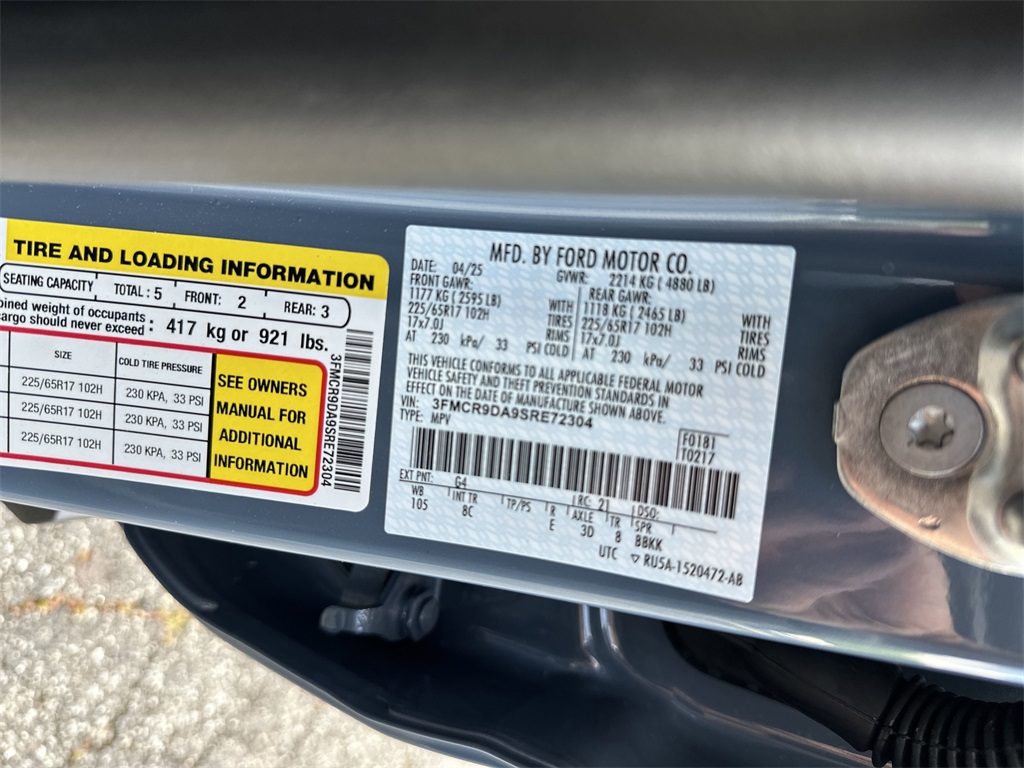 TIRE AND LOADING INFORMATION
SEATING CAPACITY TOTAL : 5 FRONT: 2 REAR: 3
weight of occupants
cargo should never exceed : 417 kg or 921 lbs.
SIZE COLD TIRE PRESSURE
225/65R17 102H 230 KPA, 33 PSI
225/65R17 102H 230 KPA, 33 PSI
225/65R17 102H 230 KPA, 33 PSI
SEE OWNERS
MANUAL FOR
ADDITIONAL
INFORMATION
3FMCR9DA9SRE72304
MFD. BY FORD MOTOR CO.
DATE: 04/25 GVWR: 2214 KG ( 4880 LB)
FRONT GAWR: REAR GAWR:
1177 KG ( 2595 LB) WITH 1118 KG ( 2465 LB) WITH
225/65R17 102H TIRES 225/65R17 102H TIRES
17x7.0J RIMS 17x7.0J RIMS
AT 230 kPa/ 33 PSI COLD AT 230 kPa/ 33 PSI COLD
THIS VEHICLE CONFORMS TO ALL APPLICABLE FEDERAL MOTOR
VEHICLE SAFETY AND THEFT PREVENTION STANDARDS IN
EFFECT ON THE DATE OF MANUFACTURE SHOWN ABOVE.
VIN: 3FMCR9DA9SRE72304
TYPE: MPV
F0181
T0217
EXT PNT: G4 RC: 21 DSO:
WB INT TR TP/PS R AXLE TR SPR
105 8C E 3D 8 BBKK
UTC ▽ RU5A-1520472-AB